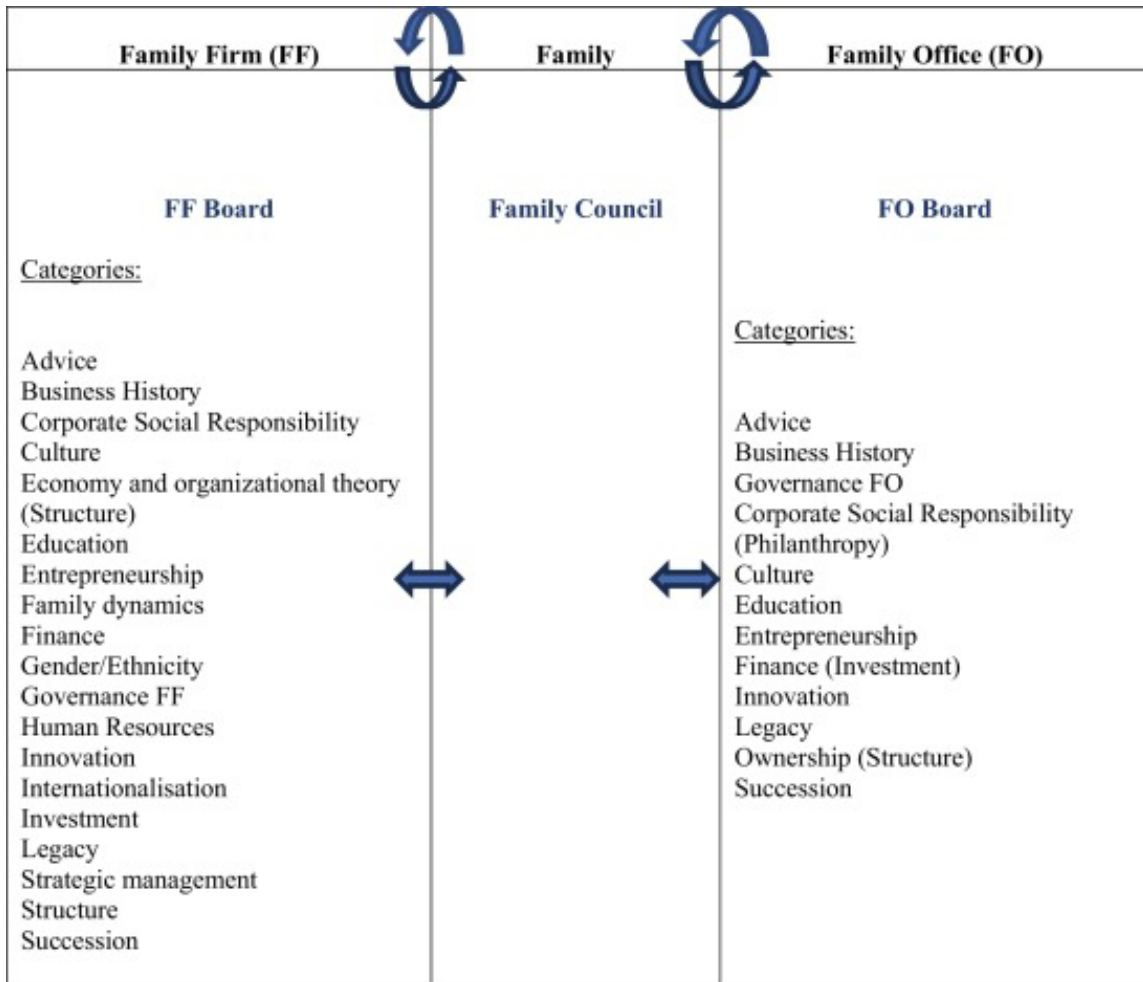 Family Firm (FF)
Family
Family Office (FO)
FF Board
Family Council
FO Board
Categories:
Advice
Business History
Corporate Social Responsibility
Culture
Economy and organizational theory
(Structure)
Education
Entrepreneurship
Family dynamics
Finance
Gender/Ethnicity
Governance FF
Human Resources
Innovation
Internationalisation
Investment
Legacy
Strategic management
Structure
Succession
Categories:
Advice
Business History
Governance FO
Corporate Social Responsibility
(Philanthropy)
Culture
Education
Entrepreneurship
Finance (Investment)
Innovation
Legacy
Ownership (Structure)
Succession